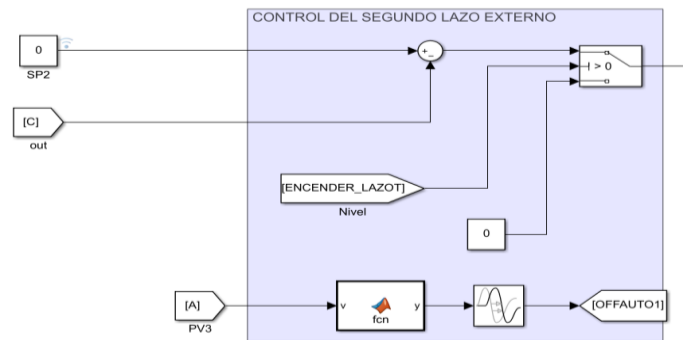 CONTROL DEL SEGUNDO LAZO EXTERNO
0
SP2
+
_
> 0
[C]
out
[ENCENDER_LAZOT]
Nivel
0
[A]
PV3
v
fcn
y
[OFFAUTO1]